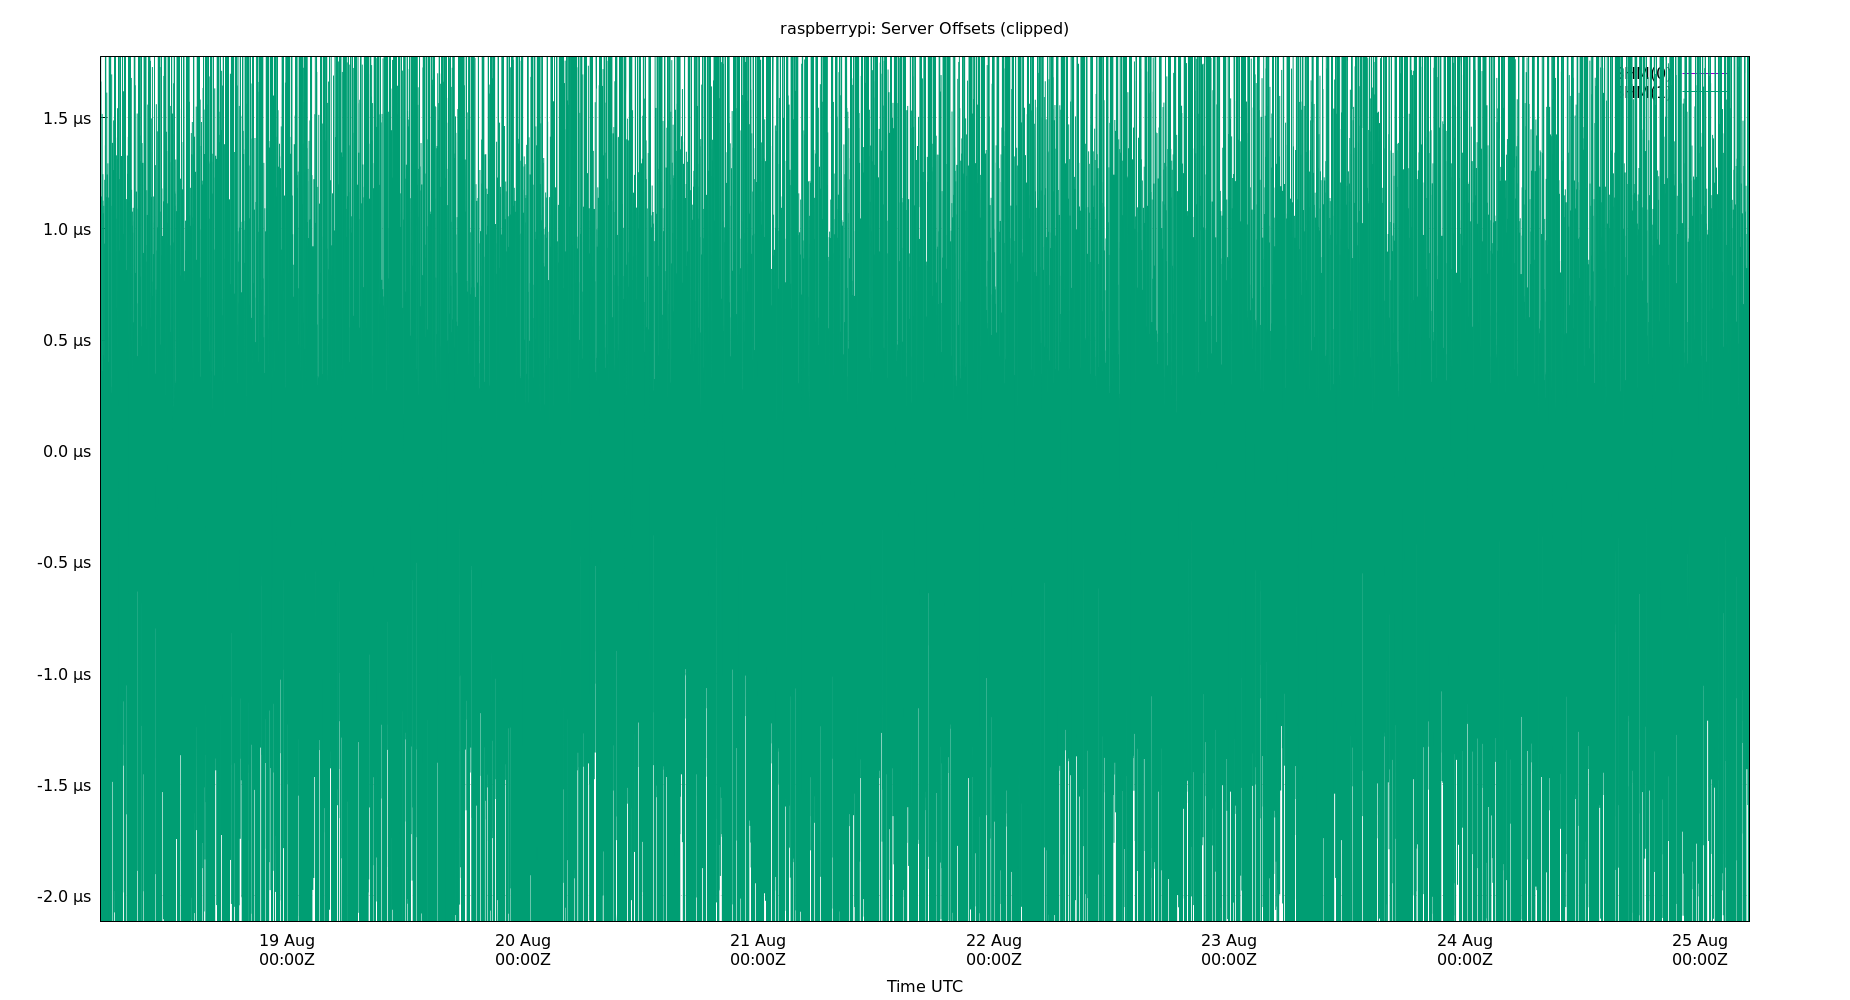 raspberrypi: Server Offsets (clipped)
1.5 µs
1.0 µs
0.5 µs
0.0 µs
-0.5 µs
-1.0 µs
-1.5 µs
-2.0 µs
19 Aug 20 Aug 21 Aug 22 Aug 23 Aug 24 Aug 25 Aug
00:00Z 00:00Z 00:00Z 00:00Z 00:00Z 00:00Z 00:00Z
Time UTC